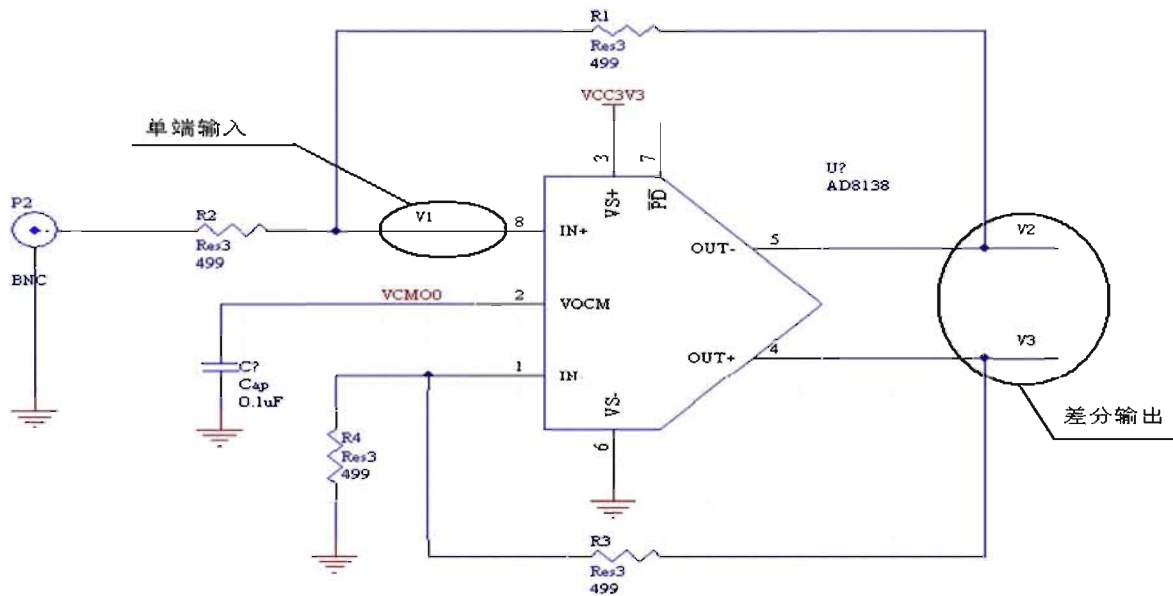 R1
Res3
499
VCC3V3
单端输入
3
7
U?
AD8138
VS+
PD
P2
R2
V1
8
IN+
V2
5
OUT-
Res3
499
BNC
VCMO0
2
VOCM
V3
4
OUT+
C?
Cap
0.1uF
1
IN-
VS-
差分输出
R4
Res3
499
6
R3
Res3
499